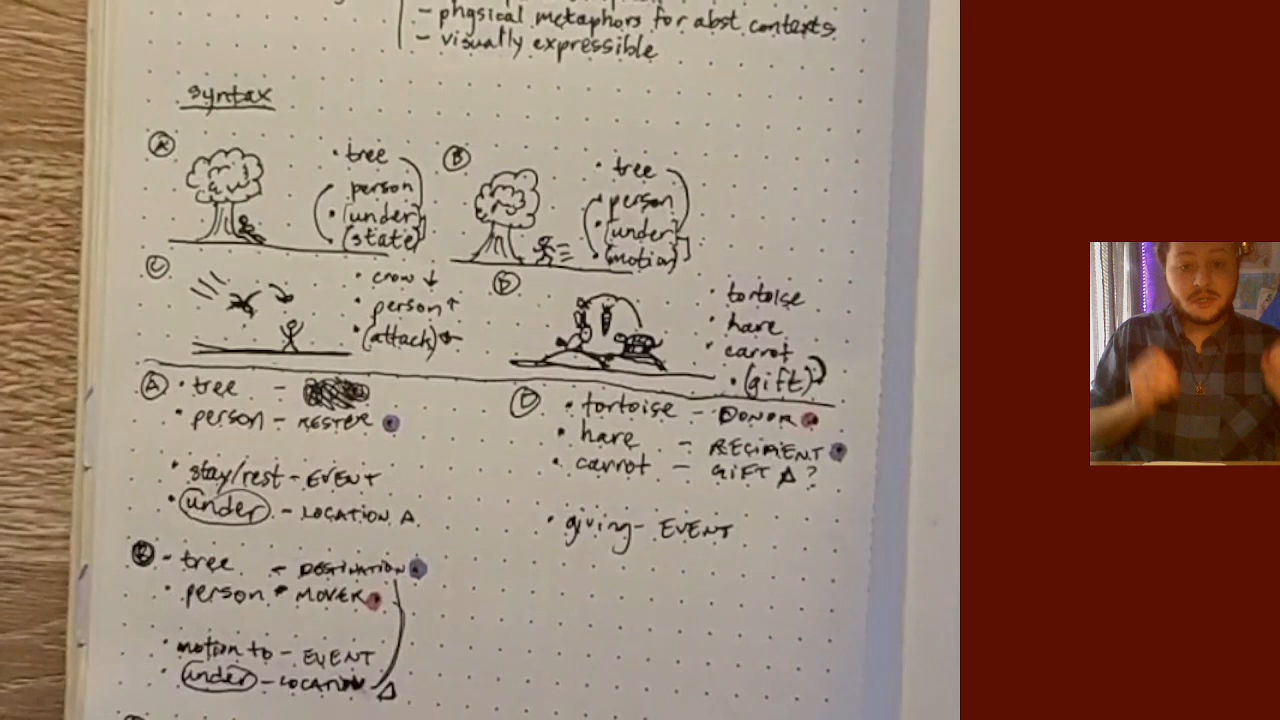 - physical metaphors for abst contexts
- visually expressible
syntax
A
• tree
person
• (under)
(state)
B
• tree
• person
• (under)
• (motion)
C
• crow ↓
• person ↑
• (attack) ←
D
• tortoise
• hare
• carrot
• (gift)
A • tree -
• person - RESTER
• stay/rest - EVENT
• under - LOCATION Δ
B - tree - DESTINATION
• person - MOVER
• motion to - EVENT
• under - LOCATION Δ
D • tortoise - DONOR
• hare - RECIPIENT
• carrot - GIFT Δ ?
• giving - EVENT